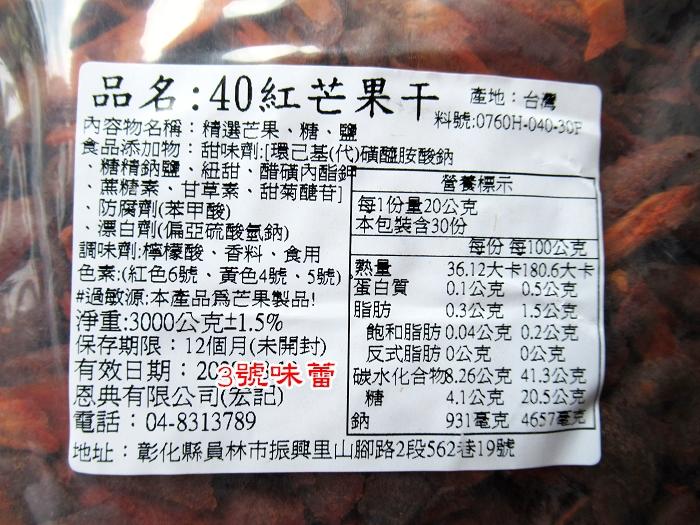 品名:40紅芒果干
產地:台灣
料號:0760H-040-30P
內容物名稱:精選芒果、糖、鹽
食品添加物:甜味劑:[環己基(代)磺醯胺酸鈉
、糖精鈉鹽、紐甜、醋磺內酯鉀
、蔗糖素、甘草素、甜菊醣苷]
、防腐劑(苯甲酸)
、漂白劑(偏亞硫酸氫鈉)
調味劑:檸檬酸、香料、食用
色素:(紅色6號、黃色4號、5號)
#過敏源:本產品為芒果製品!
淨重:3000公克±1.5%
保存期限:12個月(未開封)
有效日期:20
3號味蕾
恩典有限公司(宏記)
電話:04-8313789
地址:彰化縣員林市振興里山腳路2段562巷19號
營養標示
每1份量20公克
本包裝含30份
每份 每100公克
熱量 36.12大卡 180.6大卡
蛋白質 0.1公克 0.5公克
脂肪 0.3公克 1.5公克
飽和脂肪 0.04公克 0.2公克
反式脂肪 0公克 0公克
碳水化合物 8.26公克 41.3公克
糖 4.1公克 20.5公克
鈉 931毫克 4657毫克